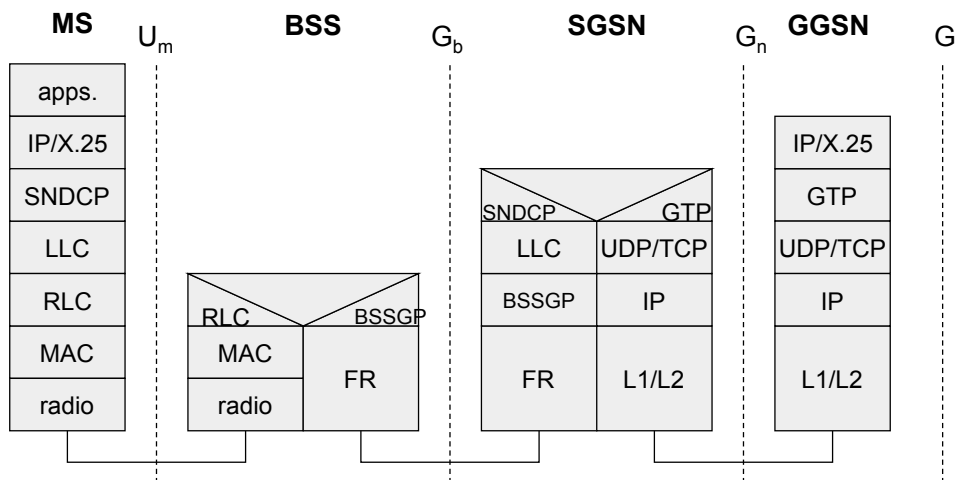 MS BSS SGSN GGSN
Um Gb Gn G
apps.
IP/X.25
SNDCP
LLC
RLC
MAC
radio
RLC BSSGP
MAC
radio
FR
SNDCP GTP
LLC UDP/TCP
BSSGP IP
FR L1/L2
IP/X.25
GTP
UDP/TCP
IP
L1/L2